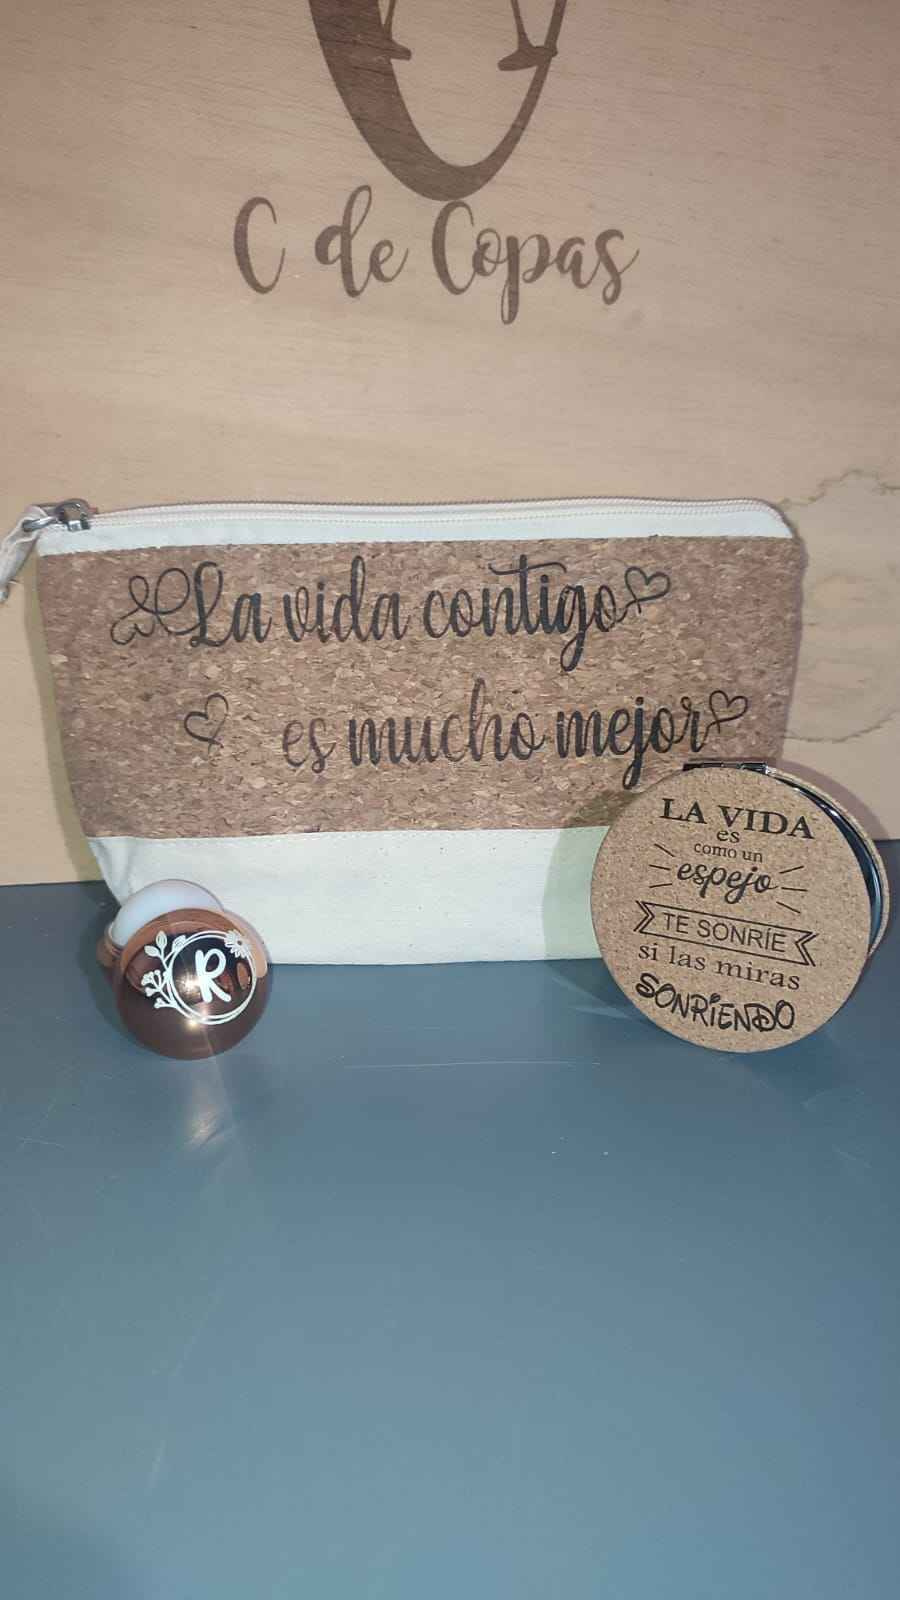 C de Copas
La vida contigo
es mucho mejor
LA VIDA
es
como un
espejo
TE SONRÍE
si las miras
SONRIENDO
R